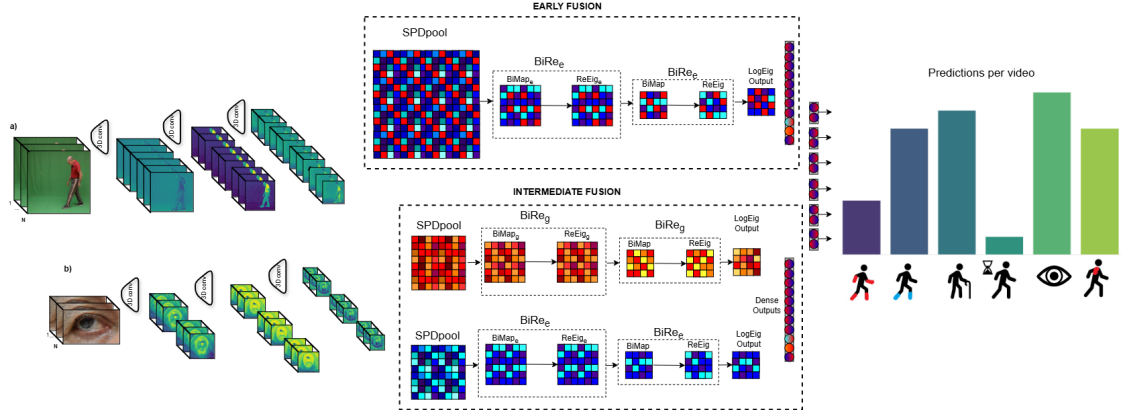 EARLY FUSION
SPDpool
BiRe_e
BiMap_e
ReEig_e
BiRe_e
BiMap
ReEig
LogEig
Output
Predictions per video
a)
3D conv
3D conv
3D conv
1
N
INTERMEDIATE FUSION
SPDpool
BiRe_g
BiMap_g
ReEig_g
BiRe_g
BiMap
ReEig
LogEig
Output
b)
3D conv
3D conv
3D conv
1
N
Dense
Outputs
SPDpool
BiRe_e
BiMap_e
ReEig_e
BiRe_e
BiMap
ReEig
LogEig
Output